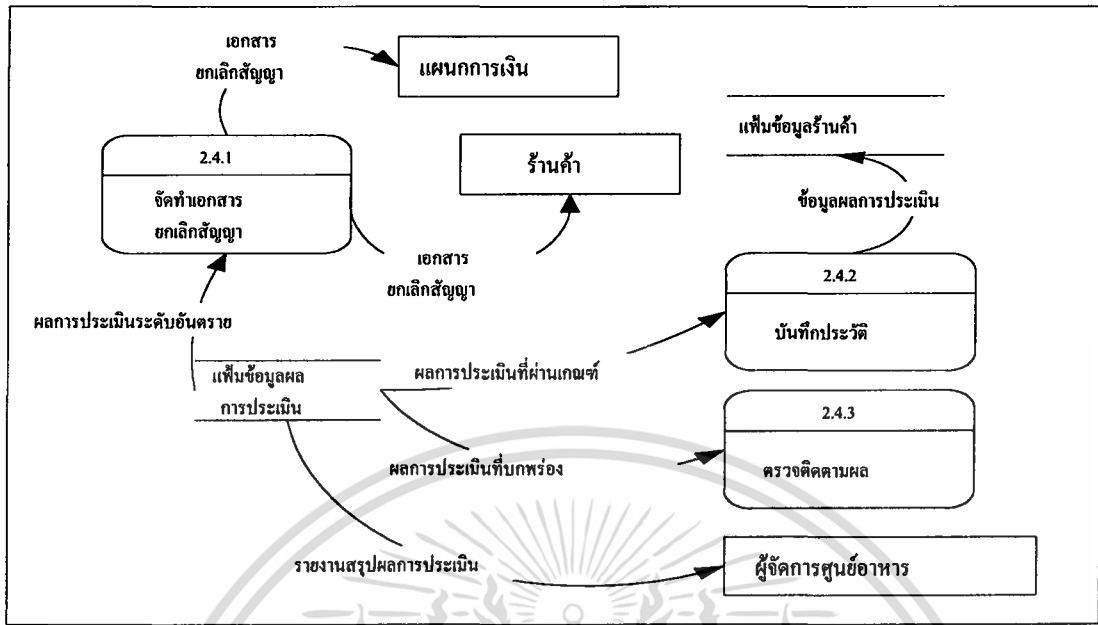 เอกสาร
ยกเลิกสัญญา
แผนกการเงิน
แฟ้มข้อมูลร้านค้า
2.4.1
จัดทำเอกสาร
ยกเลิกสัญญา
ร้านค้า
ข้อมูลผลการประเมิน
เอกสาร
ยกเลิกสัญญา
2.4.2
บันทึกประวัติ
ผลการประเมินระดับอันตราย
แฟ้มข้อมูลผล
การประเมิน
ผลการประเมินที่ผ่านเกณฑ์
2.4.3
ตรวจติดตามผล
ผลการประเมินที่บกพร่อง
รายงานสรุปผลการประเมิน
ผู้จัดการศูนย์อาหาร